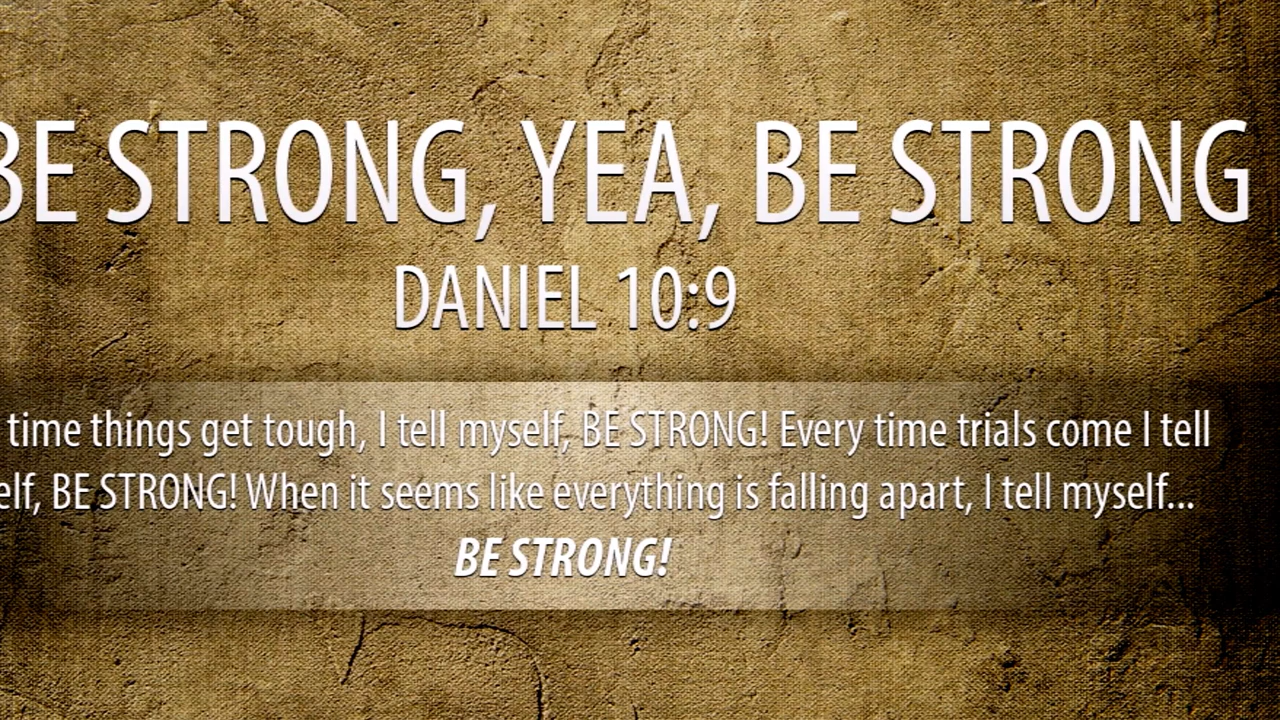 BE STRONG, YEA, BE STRONG
DANIEL 10:9
time things get tough, I tell myself, BE STRONG! Every time trials come I tell
elf, BE STRONG! When it seems like everything is falling apart, I tell myself...
BE STRONG!